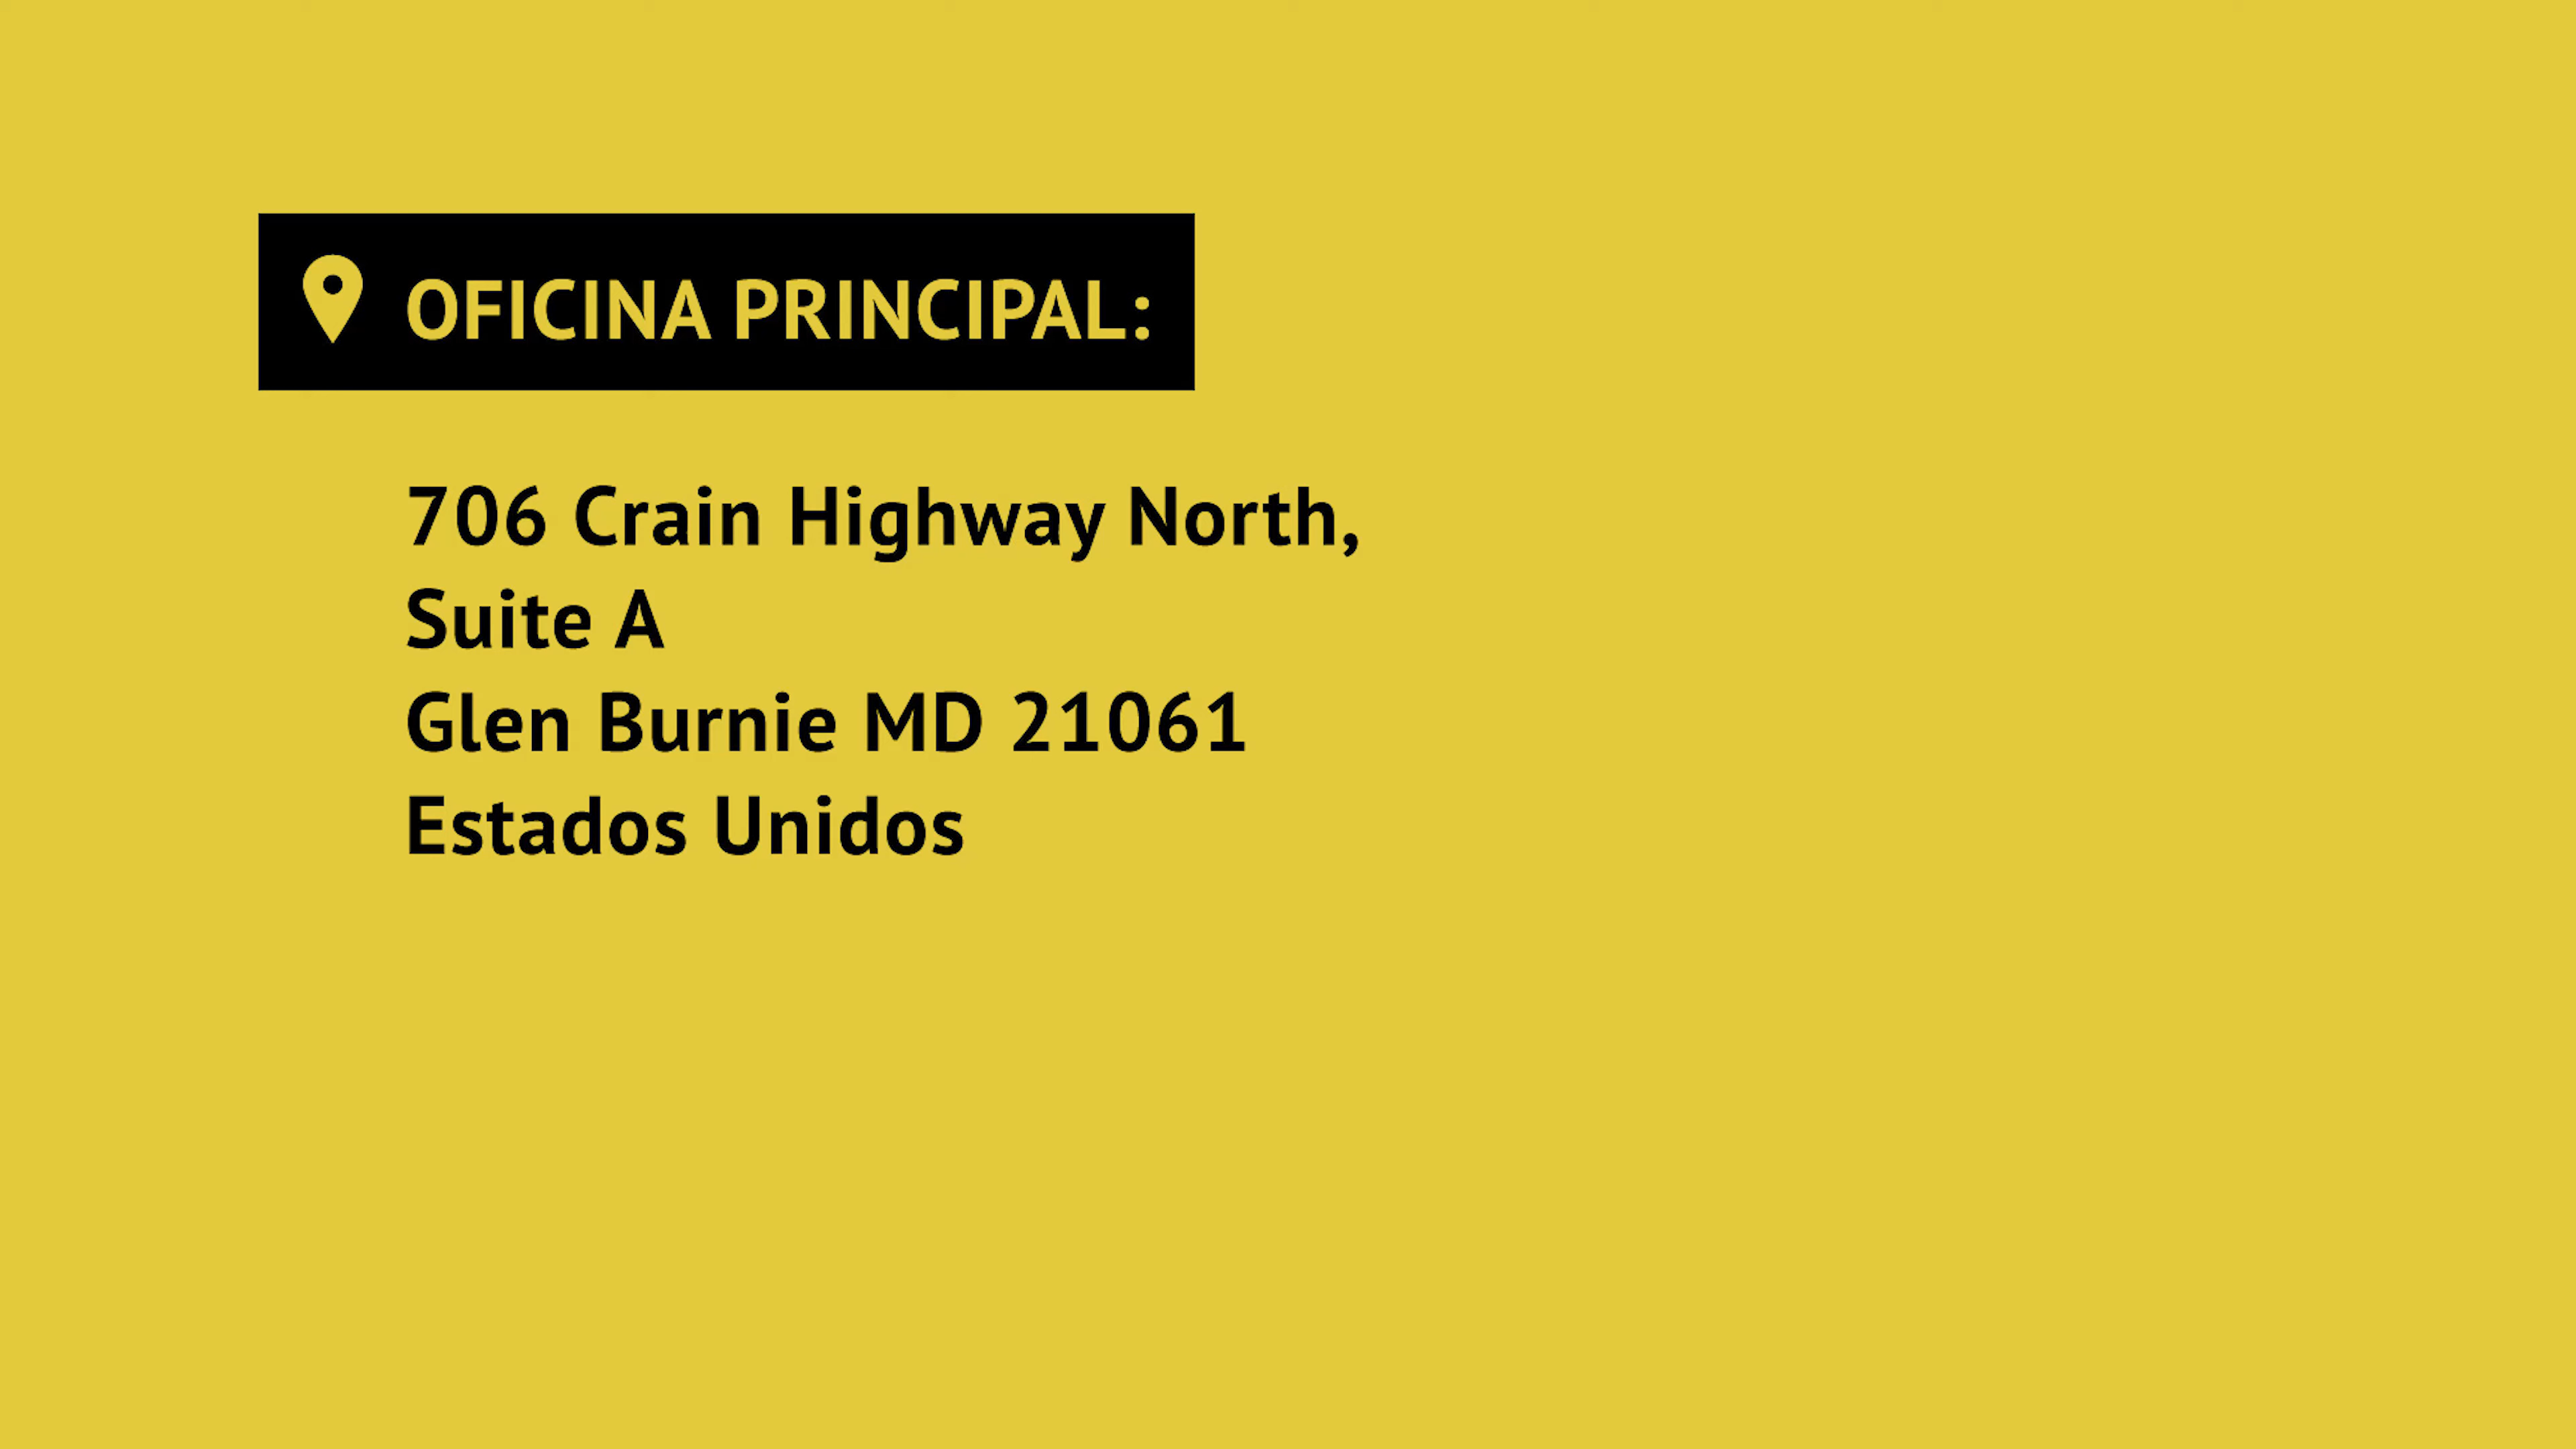 OFICINA PRINCIPAL:
706 Crain Highway North,
Suite A
Glen Burnie MD 21061
Estados Unidos